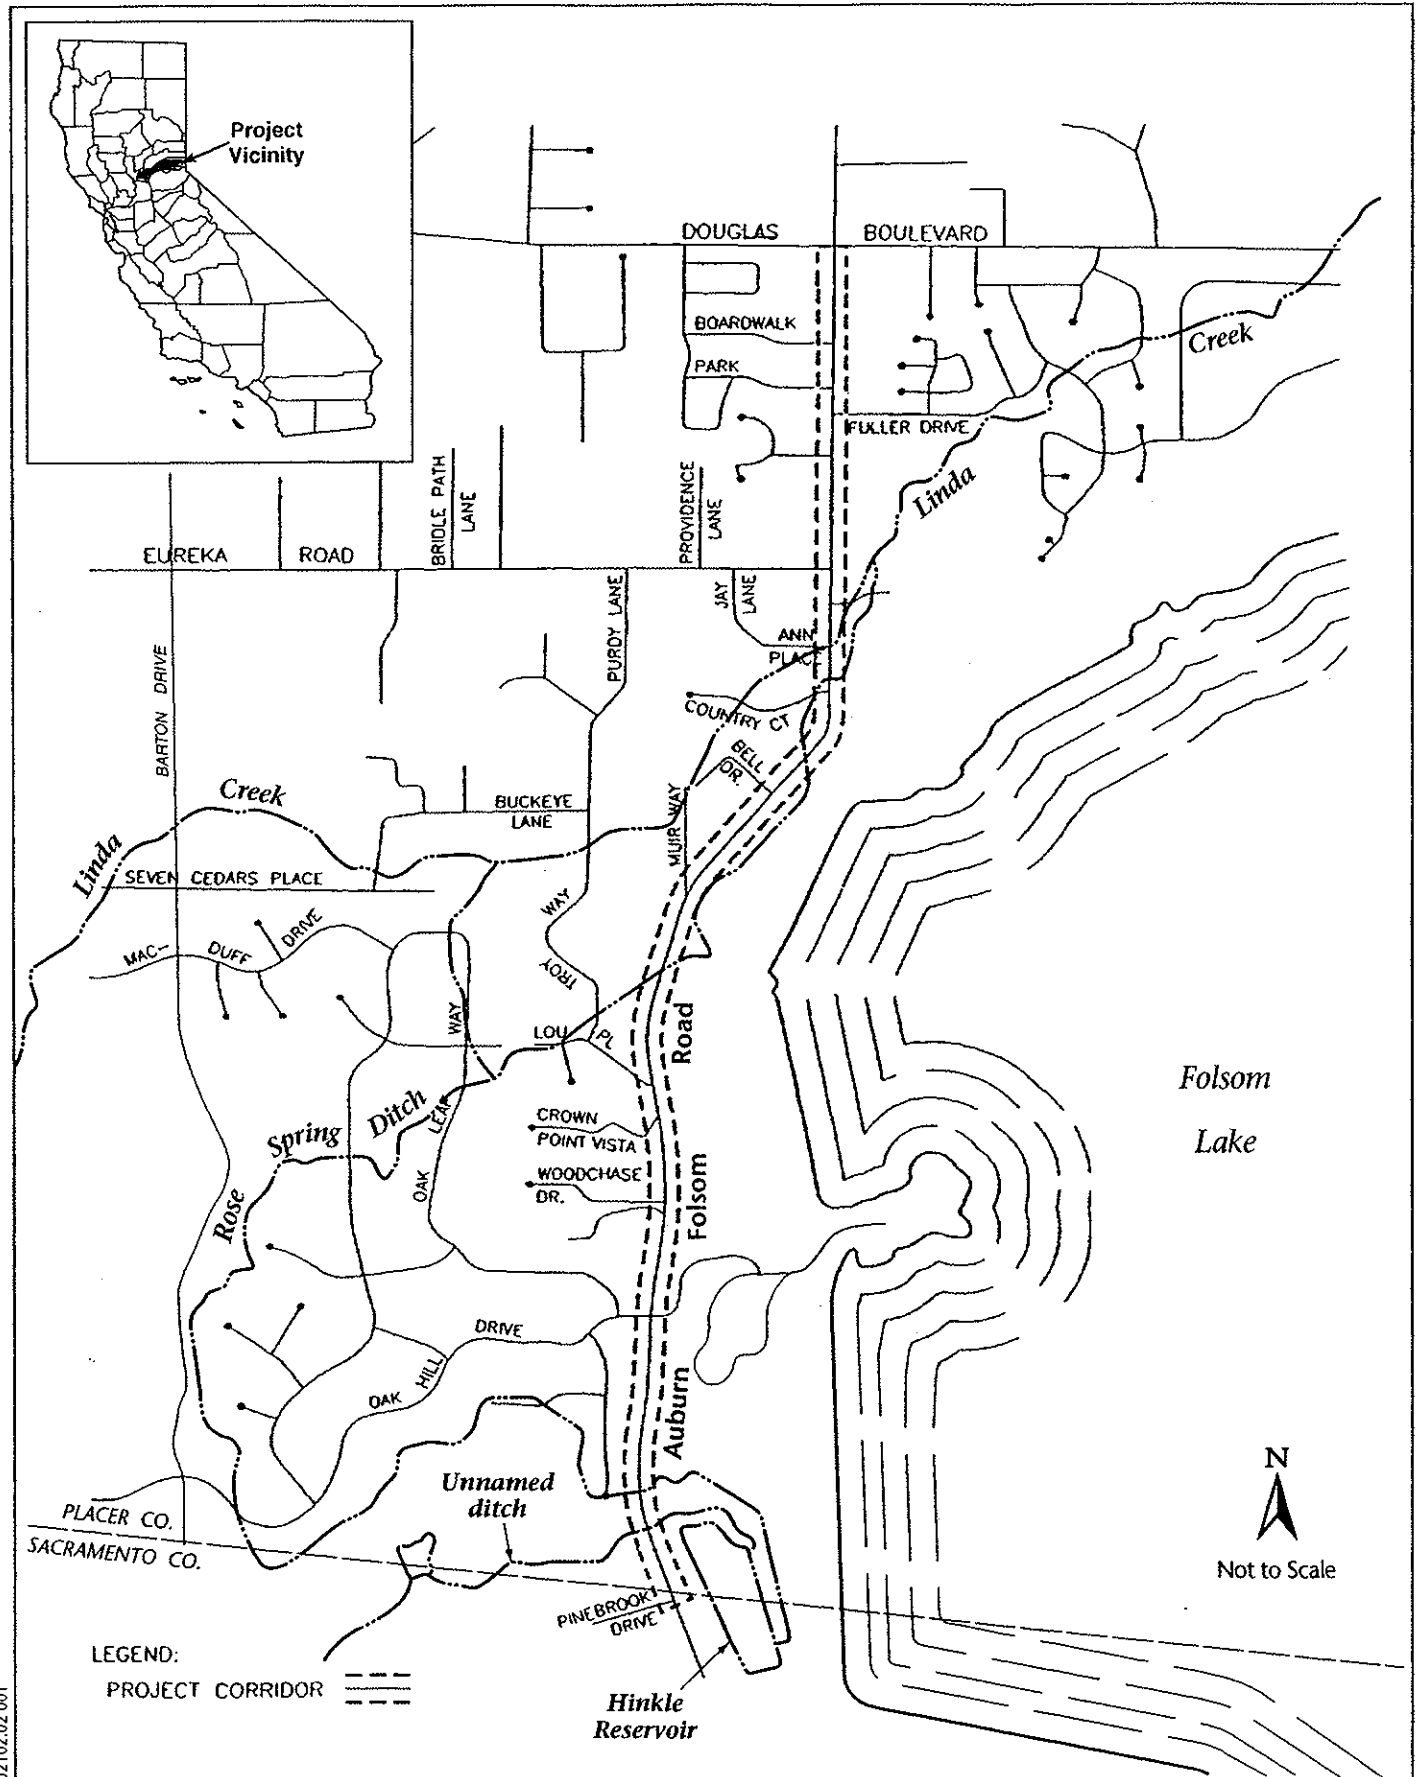 Project
Vicinity
DOUGLAS BOULEVARD
BOARDWALK
PARK
Creek
FULLER DRIVE
Linda
BRIDLE PATH
LANE
PROVIDENCE
LANE
EUREKA ROAD
PURDY LANE
JAY
LANE
ANN
PLACE
BARTON DRIVE
COUNTRY CT
BELL
DR.
Creek
Linda
BUCKEYE
LANE
MUIR WAY
SEVEN CEDARS PLACE
MAC-
DUFF
DRIVE
WAY
TROY
WAY
LOU PL
Road
Folsom
Lake
Spring
Ditch
LEAF
OAK
Rose
CROWN
POINT VISTA
WOODCHASE
DR.
Folsom
DRIVE
HILL
OAK
Auburn
Unnamed
ditch
PLACER CO.
SACRAMENTO CO.
N
Not to Scale
PINEBROOK
DRIVE
LEGEND:
PROJECT CORRIDOR
Hinkle
Reservoir